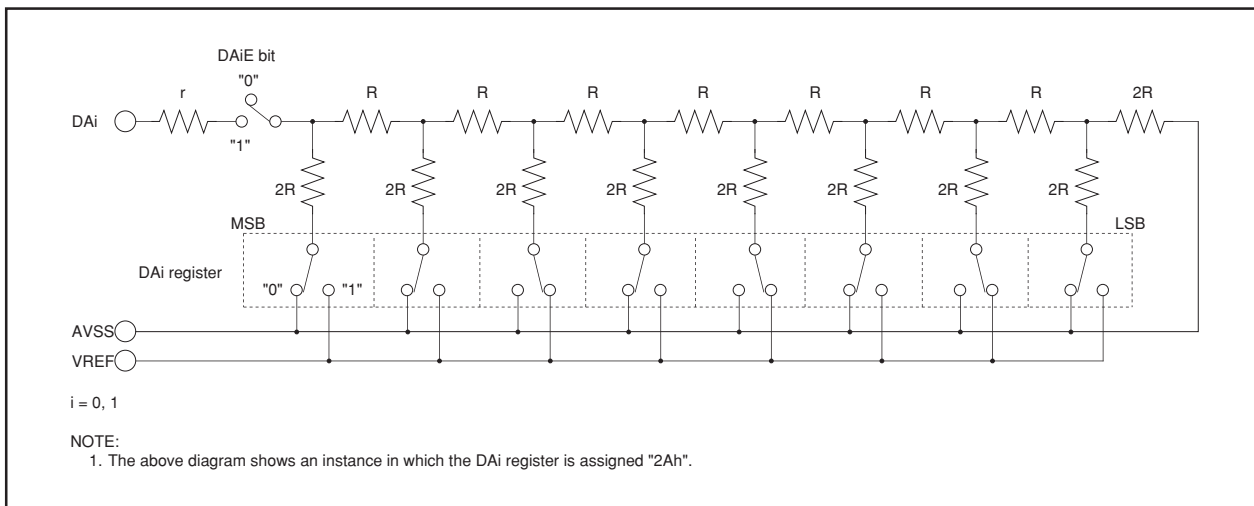 DAiE bit
"0"
r
R R R R R R R 2R
DAi
"1"
2R 2R 2R 2R 2R 2R 2R 2R
MSB
LSB
DAi register
"0"
"1"
AVSS
VREF
i = 0, 1
NOTE:
1. The above diagram shows an instance in which the DAi register is assigned "2Ah".